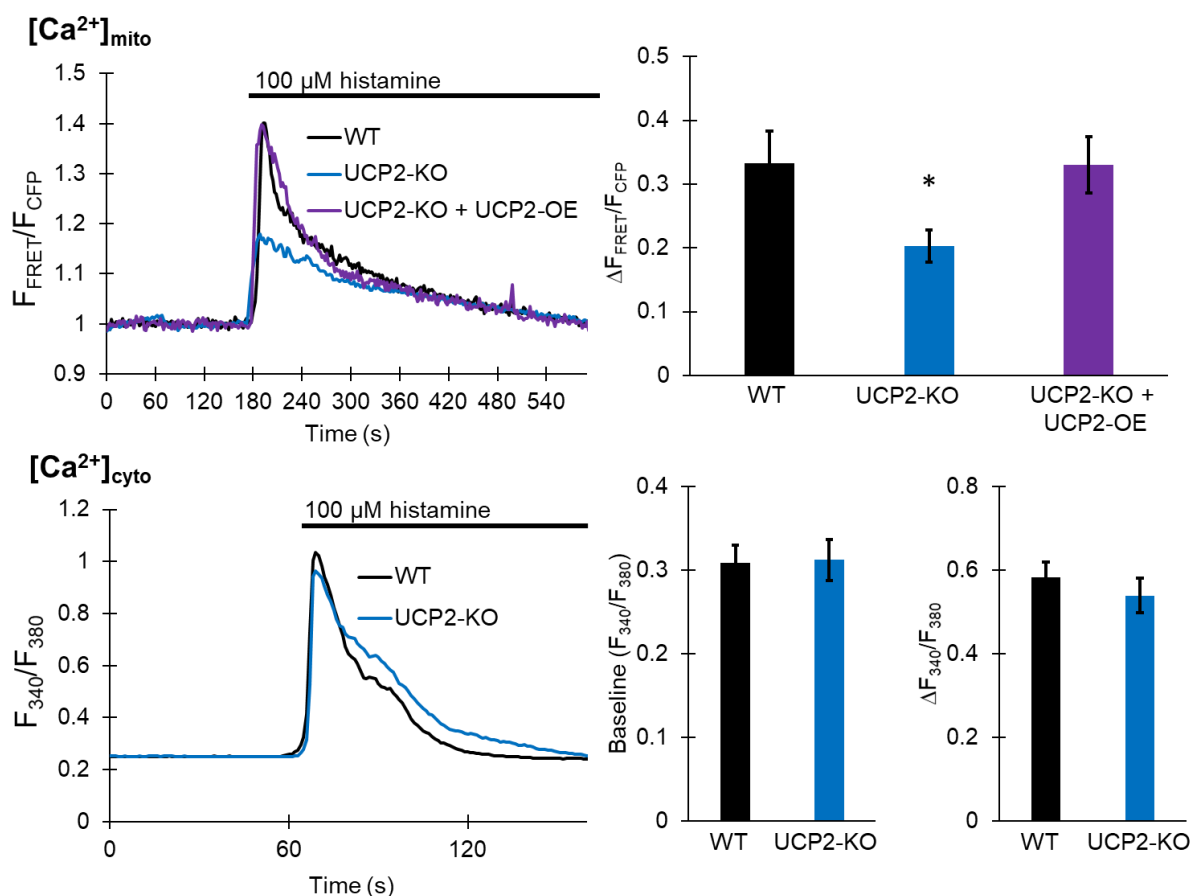 [Ca²⁺]mito
1.5
1.4
1.3
1.2
1.1
1
0.9
FFRET/FCFP
100 µM histamine
WT
UCP2-KO
UCP2-KO + UCP2-OE
0 60 120 180 240 300 360 420 480 540
Time (s)
0.4
0.3
0.2
0.1
0
ΔFFRET/FCFP
*
WT
UCP2-KO
UCP2-KO +
UCP2-OE
[Ca²⁺]cyto
1.2
1
0.8
0.6
0.4
0.2
0
F340/F380
100 µM histamine
WT
UCP2-KO
0 60 120
Time (s)
0.4
0.3
0.2
0.1
0
Baseline (F340/F380)
WT UCP2-KO
0.8
0.6
0.4
0.2
0
ΔF340/F380
WT UCP2-KO